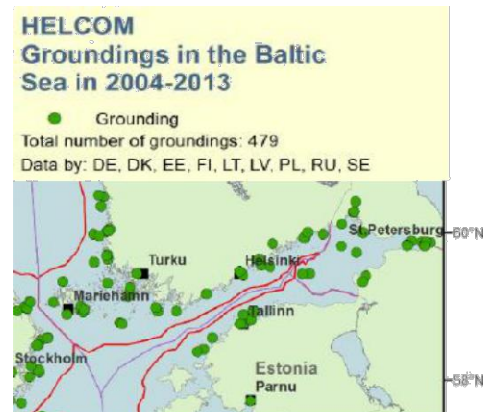 HELCOM
Groundings in the Baltic
Sea in 2004-2013
Grounding
Total number of groundings: 479
Data by: DE, DK, EE, FI, LT, LV, PL, RU, SE
St.Petersburg
60°N
Turku
Helsinki
Mariehamn
Tallinn
Stockholm
Estonia
58°N
Parnu